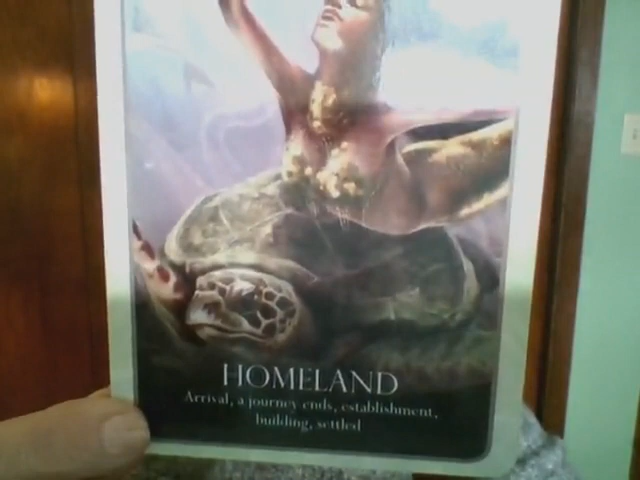 HOMELAND
Arrival, a journey ends, establishment,
building, settled